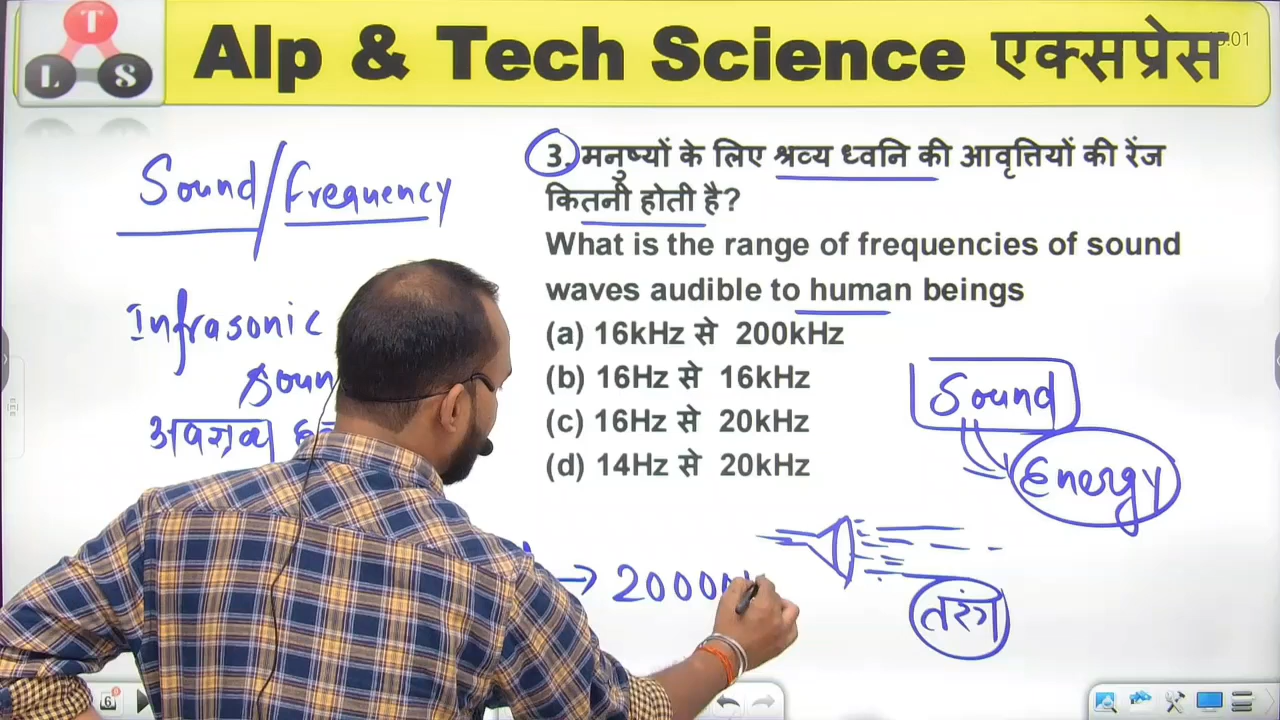 T
L S
Alp & Tech Science एक्सप्रेस
Sound/frequency
3. मनुष्यों के लिए श्रव्य ध्वनि की आवृत्तियों की रेंज
कितनी होती है?
What is the range of frequencies of sound
waves audible to human beings
(a) 16kHz से 200kHz
(b) 16Hz से 16kHz
(c) 16Hz से 20kHz
(d) 14Hz से 20kHz
Infrasonic
Sound
Energy
→ 2000
तरंग
6